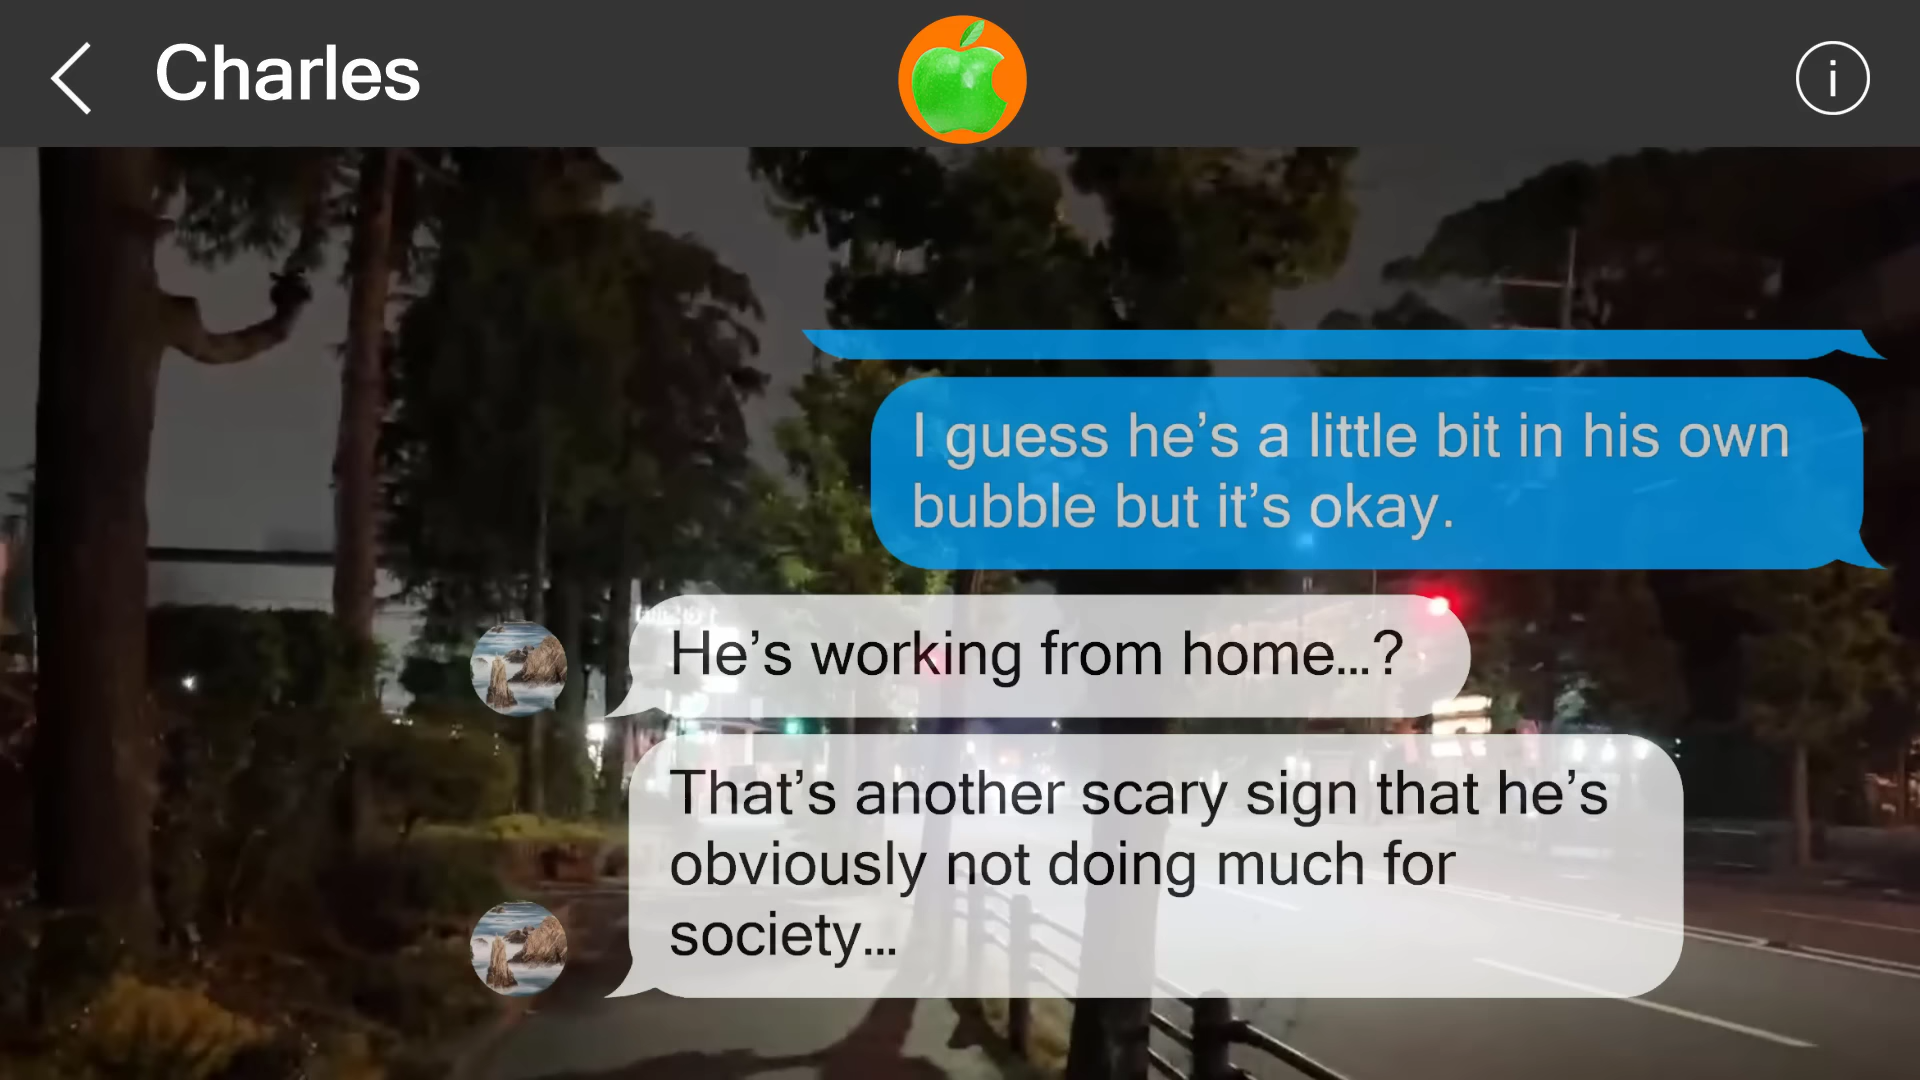 Charles
I guess he’s a little bit in his own
bubble but it’s okay.
He’s working from home...?
That’s another scary sign that he’s
obviously not doing much for
society...